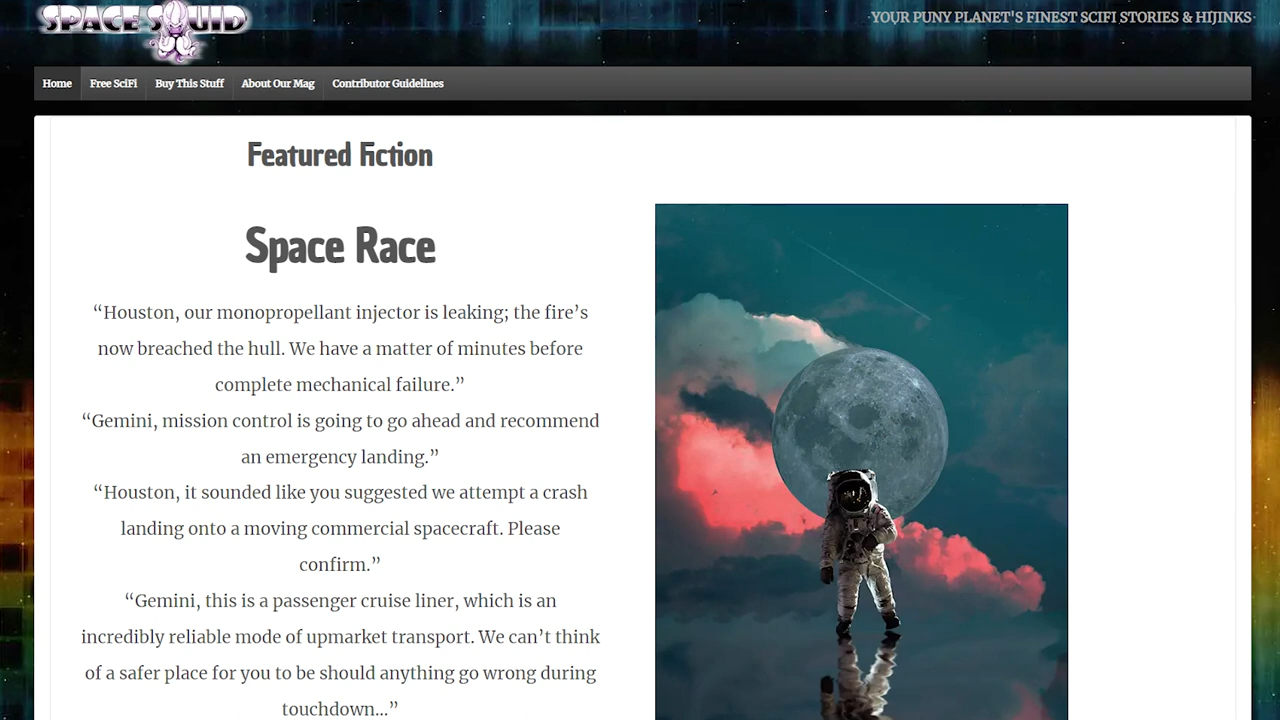 SPACE SQUID
YOUR PUNY PLANET'S FINEST SCIFI STORIES & HIJINKS
Home Free SciFi Buy This Stuff About Our Mag Contributor Guidelines
Featured Fiction
Space Race
“Houston, our monopropellant injector is leaking; the fire’s
now breached the hull. We have a matter of minutes before
complete mechanical failure.”
“Gemini, mission control is going to go ahead and recommend
an emergency landing.”
“Houston, it sounded like you suggested we attempt a crash
landing onto a moving commercial spacecraft. Please
confirm.”
“Gemini, this is a passenger cruise liner, which is an
incredibly reliable mode of upmarket transport. We can’t think
of a safer place for you to be should anything go wrong during
touchdown...”